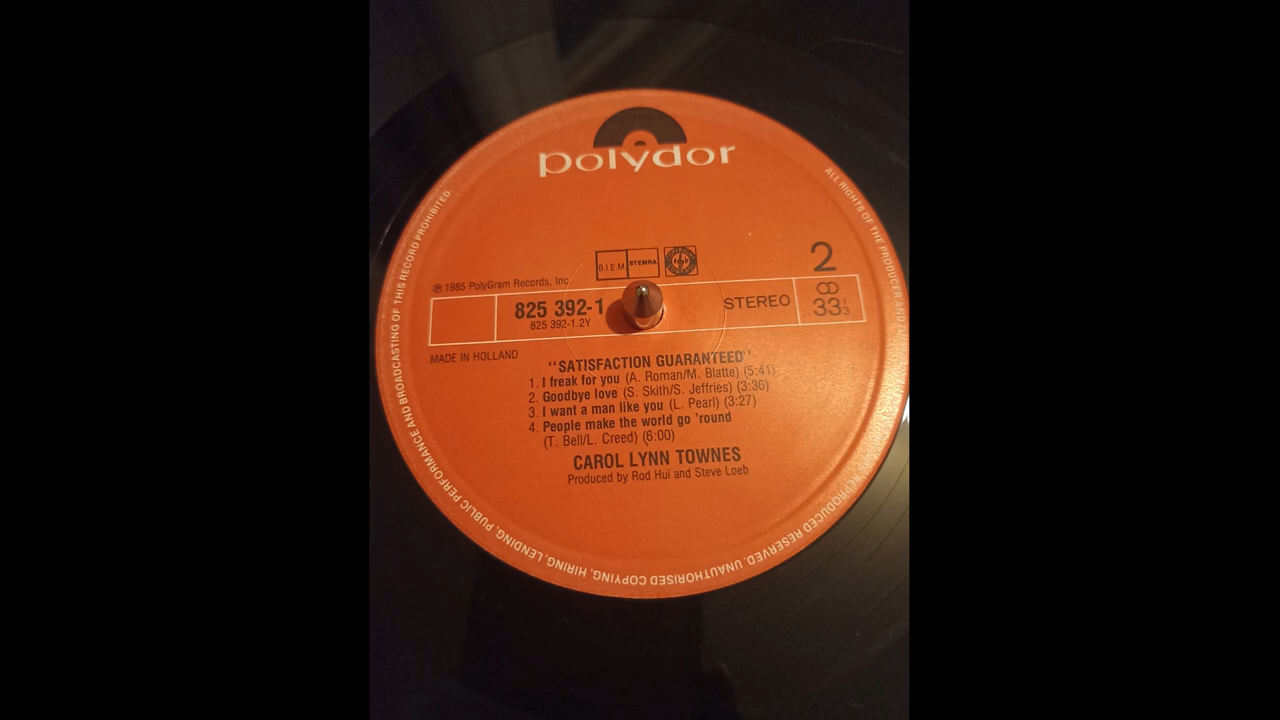 polydor
B.I.E.M.
STEMRA
℗ 1985 PolyGram Records, Inc.
2
825 392-1
825 392-1.2Y
STEREO
33 1/3
MADE IN HOLLAND
“SATISFACTION GUARANTEED”
1. I freak for you (A. Roman/M. Blatte) (5:41)
2. Goodbye love (S. Skith/S. Jeffries) (3:36)
3. I want a man like you (L. Pearl) (3:27)
4. People make the world go ’round
(T. Bell/L. Creed) (6:00)
CAROL LYNN TOWNES
Produced by Rod Hui and Steve Loeb
ALL RIGHTS OF THE PRODUCER AND
REPRODUCED RESERVED. UNAUTHORISED COPYING, HIRING, LENDING, PUBLIC PERFORMANCE AND BROADCASTING OF THIS RECORD PROHIBITED.